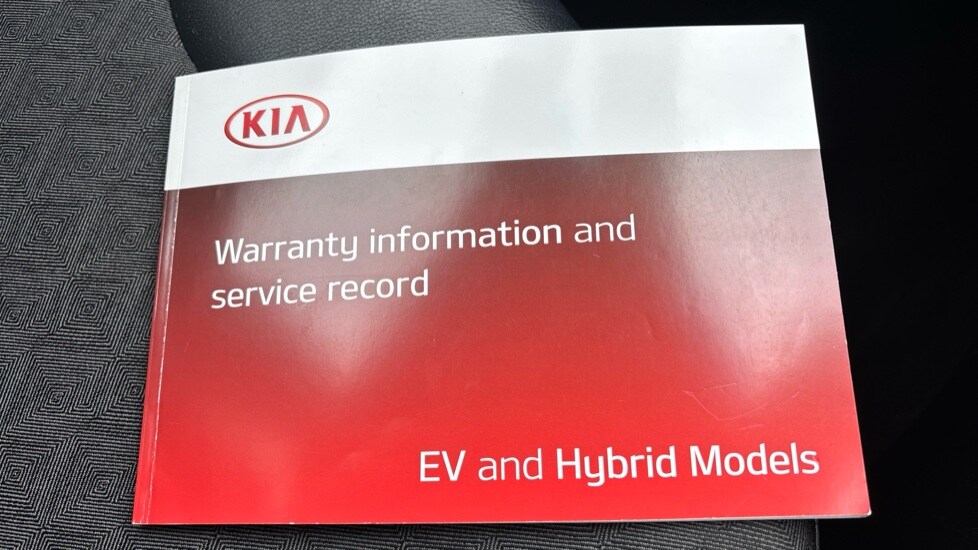 KIA
Warranty information and
service record
EV and Hybrid Models